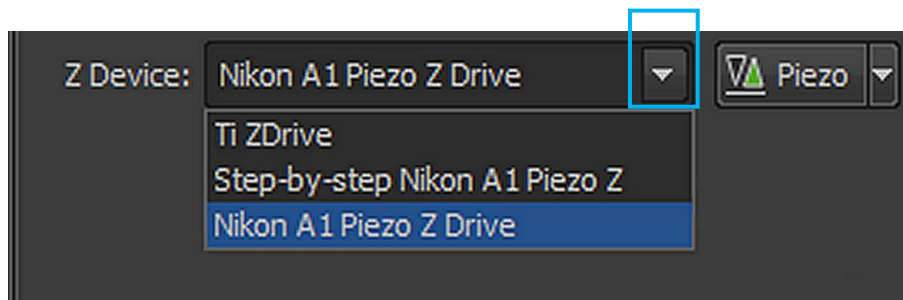 Z Device: Nikon A1 Piezo Z Drive Piezo
Ti ZDrive
Step-by-step Nikon A1 Piezo Z
Nikon A1 Piezo Z Drive